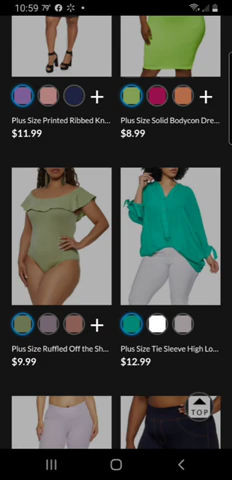 10:59 79°
Plus Size Printed Ribbed Kn...
$11.99
Plus Size Solid Bodycon Dre...
$8.99
Plus Size Ruffled Off the Sh...
$9.99
Plus Size Tie Sleeve High Lo...
$12.99
TOP